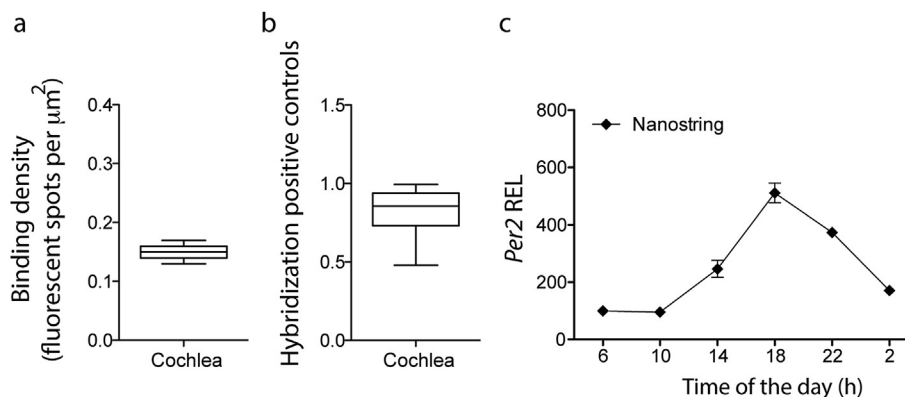 a
Binding density
(fluorescent spots per μm²)
0.4
0.3
0.2
0.1
0.0
Cochlea
b
Hybridization positive controls
1.5
1.0
0.5
0.0
Cochlea
c
Per2 REL
800
600
400
200
0
Nanostring
6 10 14 18 22 2
Time of the day (h)